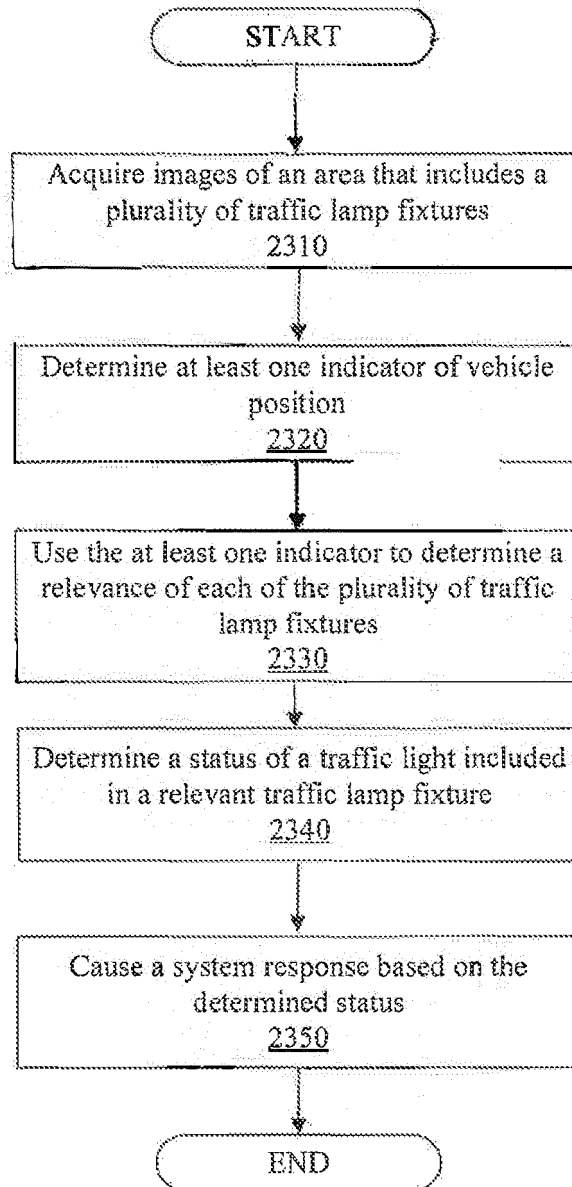 START
Acquire images of an area that includes a
plurality of traffic lamp fixtures
2310
Determine at least one indicator of vehicle
position
2320
Use the at least one indicator to determine a
relevance of each of the plurality of traffic
lamp fixtures
2330
Determine a status of a traffic light included
in a relevant traffic lamp fixture
2340
Cause a system response based on the
determined status
2350
END